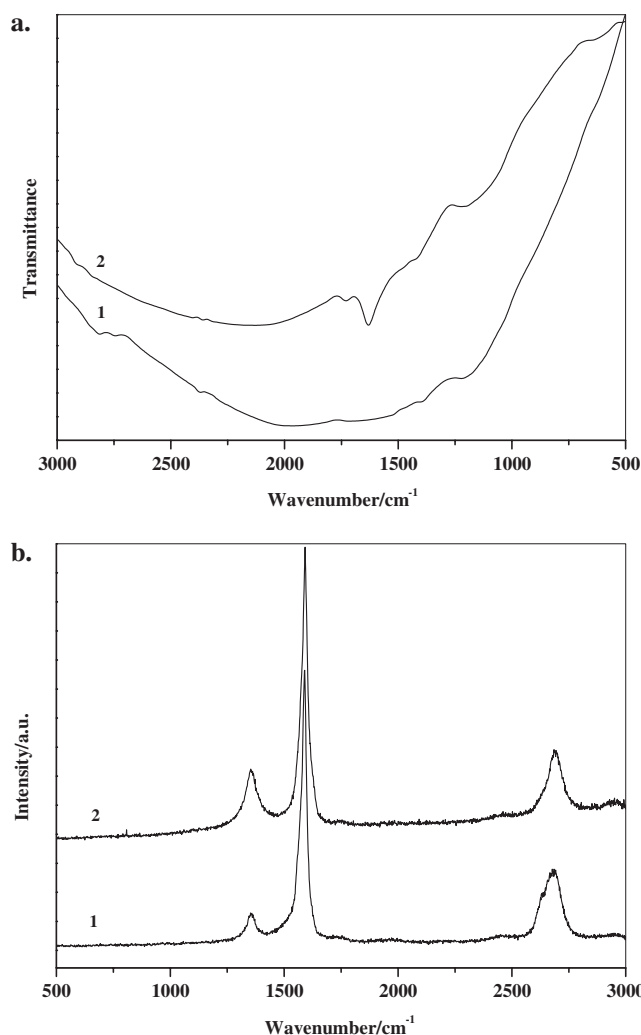 a.
2
1
Transmittance
3000 2500 2000 1500 1000 500
Wavenumber/cm-1
b.
2
1
Intensity/a.u.
500 1000 1500 2000 2500 3000
Wavenumber/cm-1